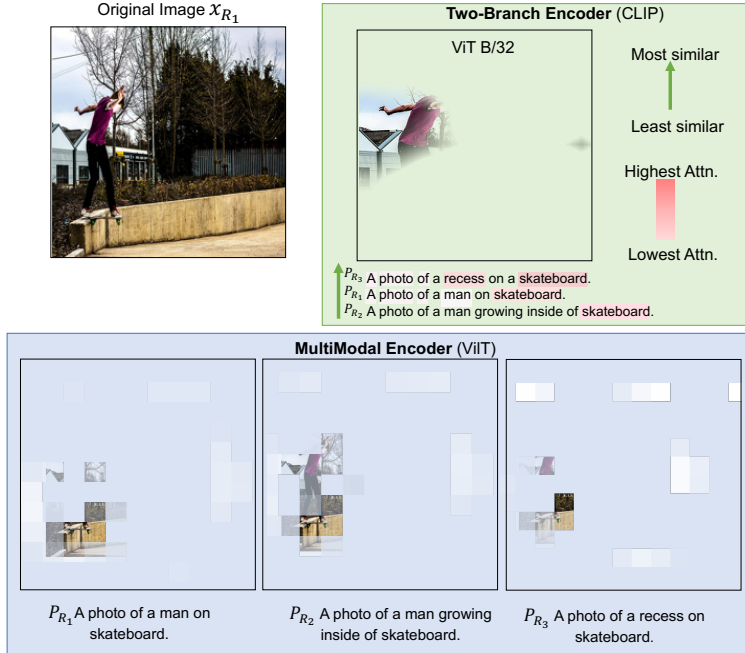 Original Image x_{R_1}
Two-Branch Encoder (CLIP)
ViT B/32
Most similar
Least similar
Highest Attn.
Lowest Attn.
P_{R_3} A photo of a recess on a skateboard.
P_{R_1} A photo of a man on skateboard.
P_{R_2} A photo of a man growing inside of skateboard.
MultiModal Encoder (VilT)
P_{R_1} A photo of a man on
skateboard.
P_{R_2} A photo of a man growing
inside of skateboard.
P_{R_3} A photo of a recess on
skateboard.